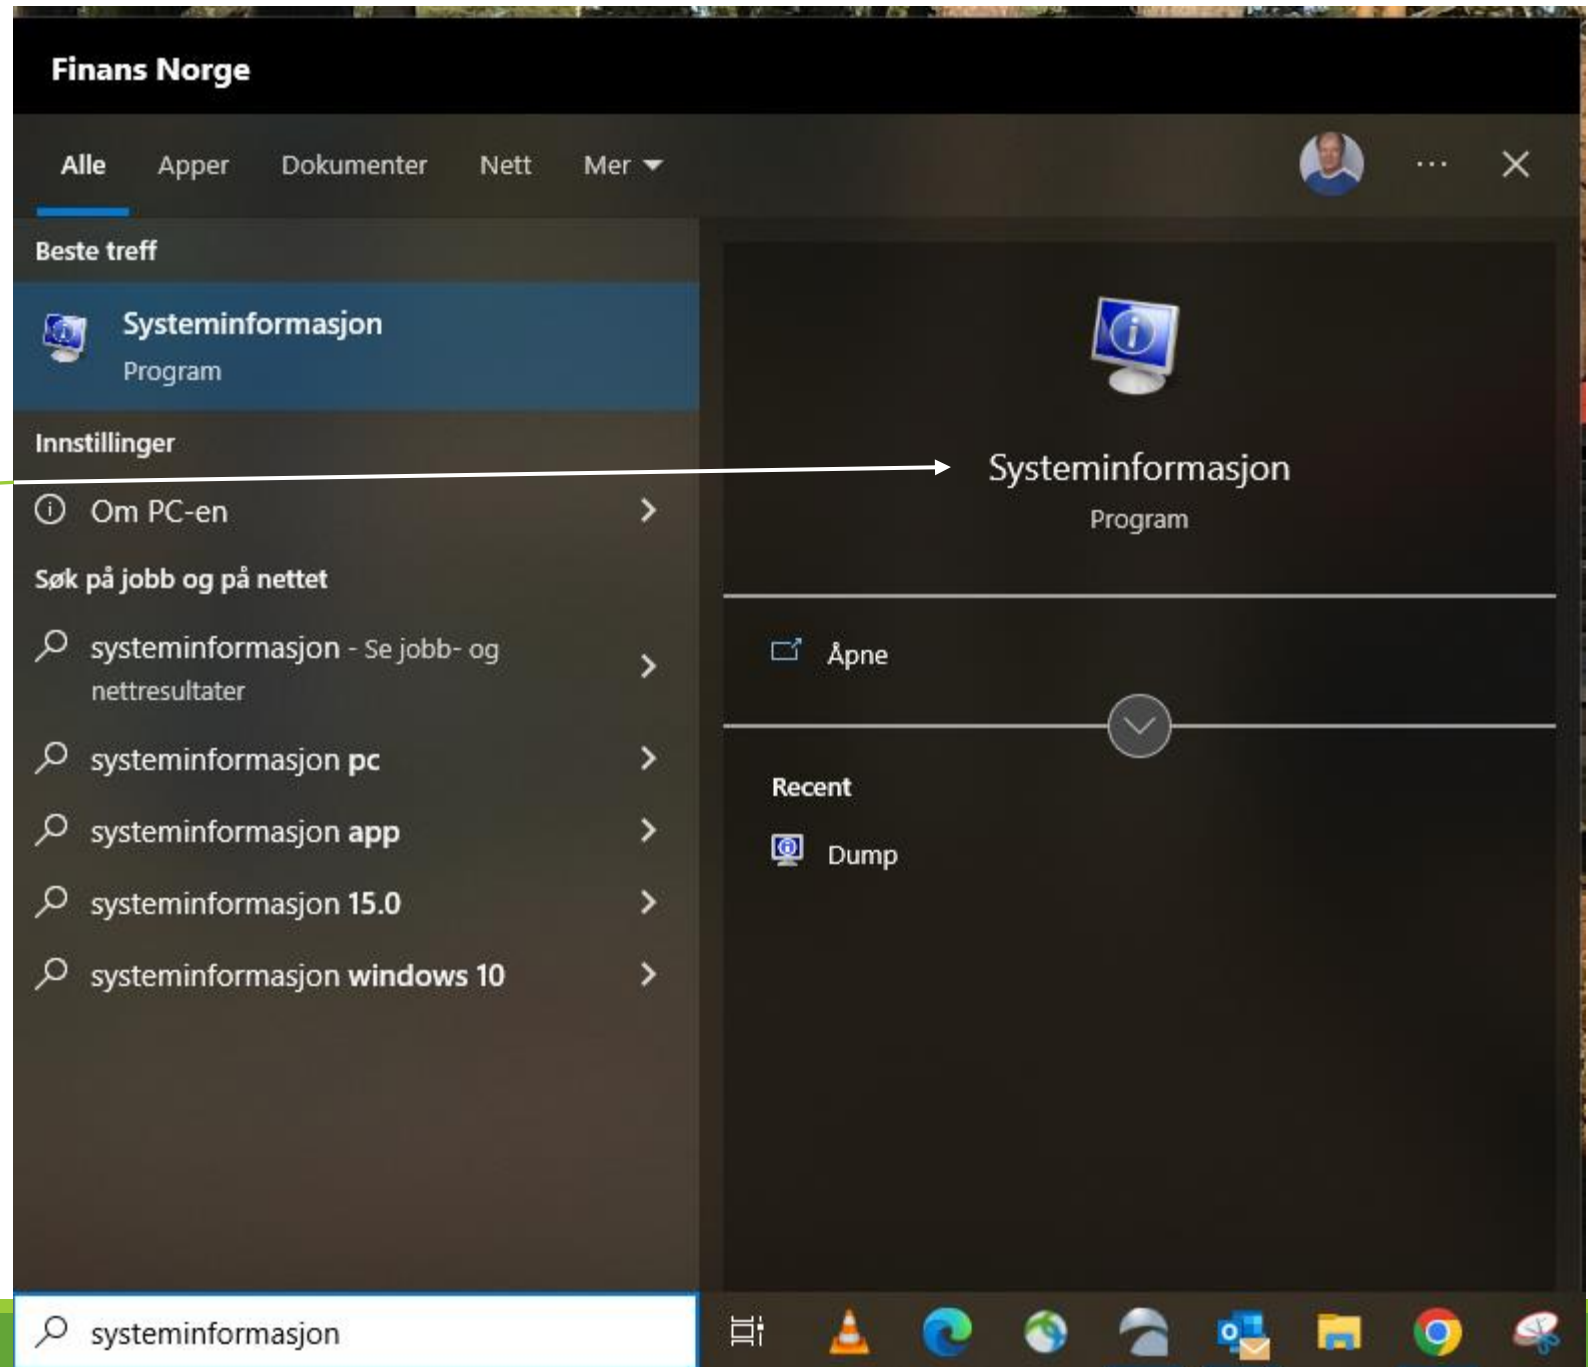 Finans Norge
Alle Apper Dokumenter Nett Mer
Beste treff
Systeminformasjon
Program
Innstillinger
Om PC-en
Søk på jobb og på nettet
systeminformasjon - Se jobb- og
nettresultater
systeminformasjon pc
systeminformasjon app
systeminformasjon 15.0
systeminformasjon windows 10
Systeminformasjon
Program
Åpne
Recent
Dump
systeminformasjon